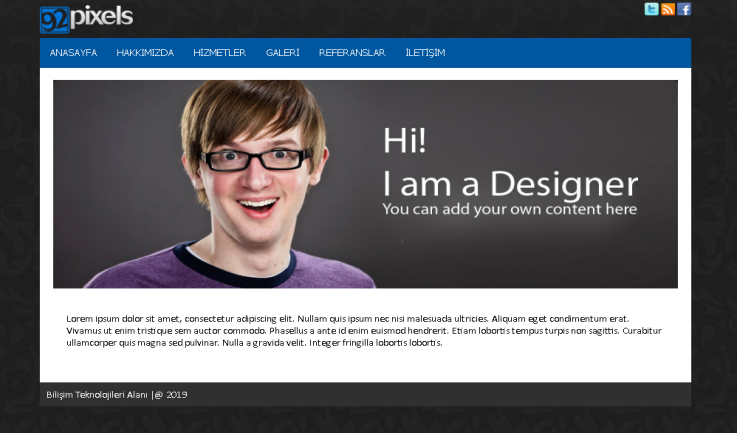 92pixels
ANASAYFA HAKKIMIZDA HİZMETLER GALERİ REFERANSLAR İLETİŞİM
Hi!
I am a Designer
You can add your own content here
Lorem ipsum dolor sit amet, consectetur adipiscing elit. Nullam quis ipsum nec nisi malesuada ultricies. Aliquam eget condimentum erat.
Vivamus ut enim tristique sem auctor commodo. Phasellus a ante id enim euismod hendrerit. Etiam lobortis tempus turpis non sagittis. Curabitur
ullamcorper quis magna sed pulvinar. Nulla a gravida velit. Integer fringilla lobortis lobortis.
Bilişim Teknolojileri Alanı |@ 2019